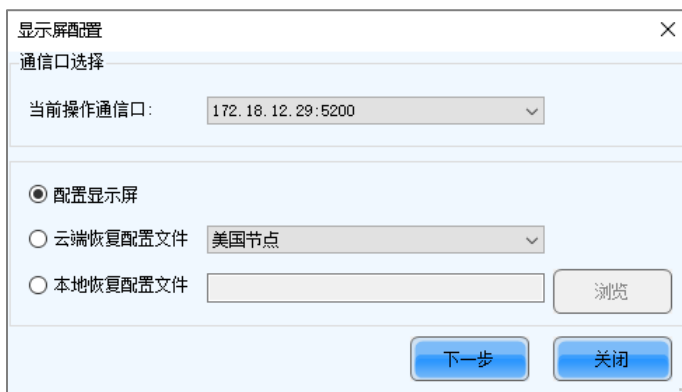 显示屏配置
通信口选择
当前操作通信口:
172.18.12.29:5200
配置显示屏
云端恢复配置文件
美国节点
本地恢复配置文件
浏览
下一步
关闭